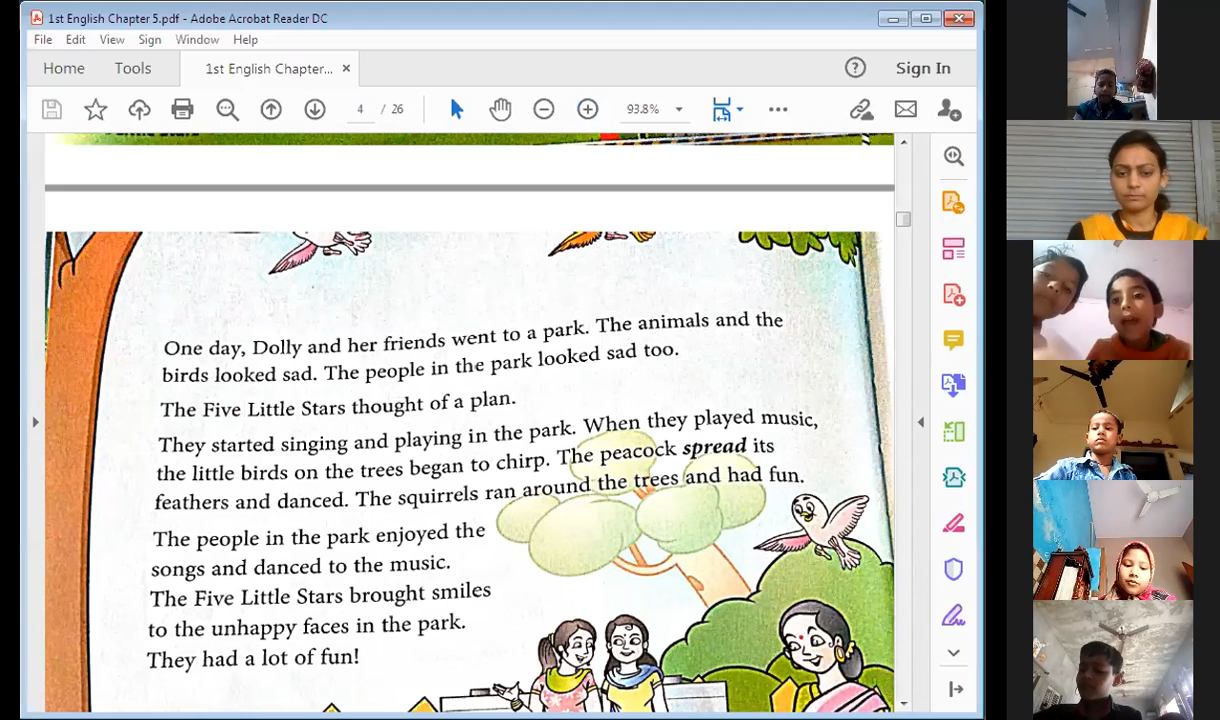 1st English Chapter 5.pdf - Adobe Acrobat Reader DC
File Edit View Sign Window Help
Home Tools 1st English Chapter... × Sign In
4 / 26 93.8%
One day, Dolly and her friends went to a park. The animals and the
birds looked sad. The people in the park looked sad too.
The Five Little Stars thought of a plan.
They started singing and playing in the park. When they played music,
the little birds on the trees began to chirp. The peacock spread its
feathers and danced. The squirrels ran around the trees and had fun.
The people in the park enjoyed the
songs and danced to the music.
The Five Little Stars brought smiles
to the unhappy faces in the park.
They had a lot of fun!